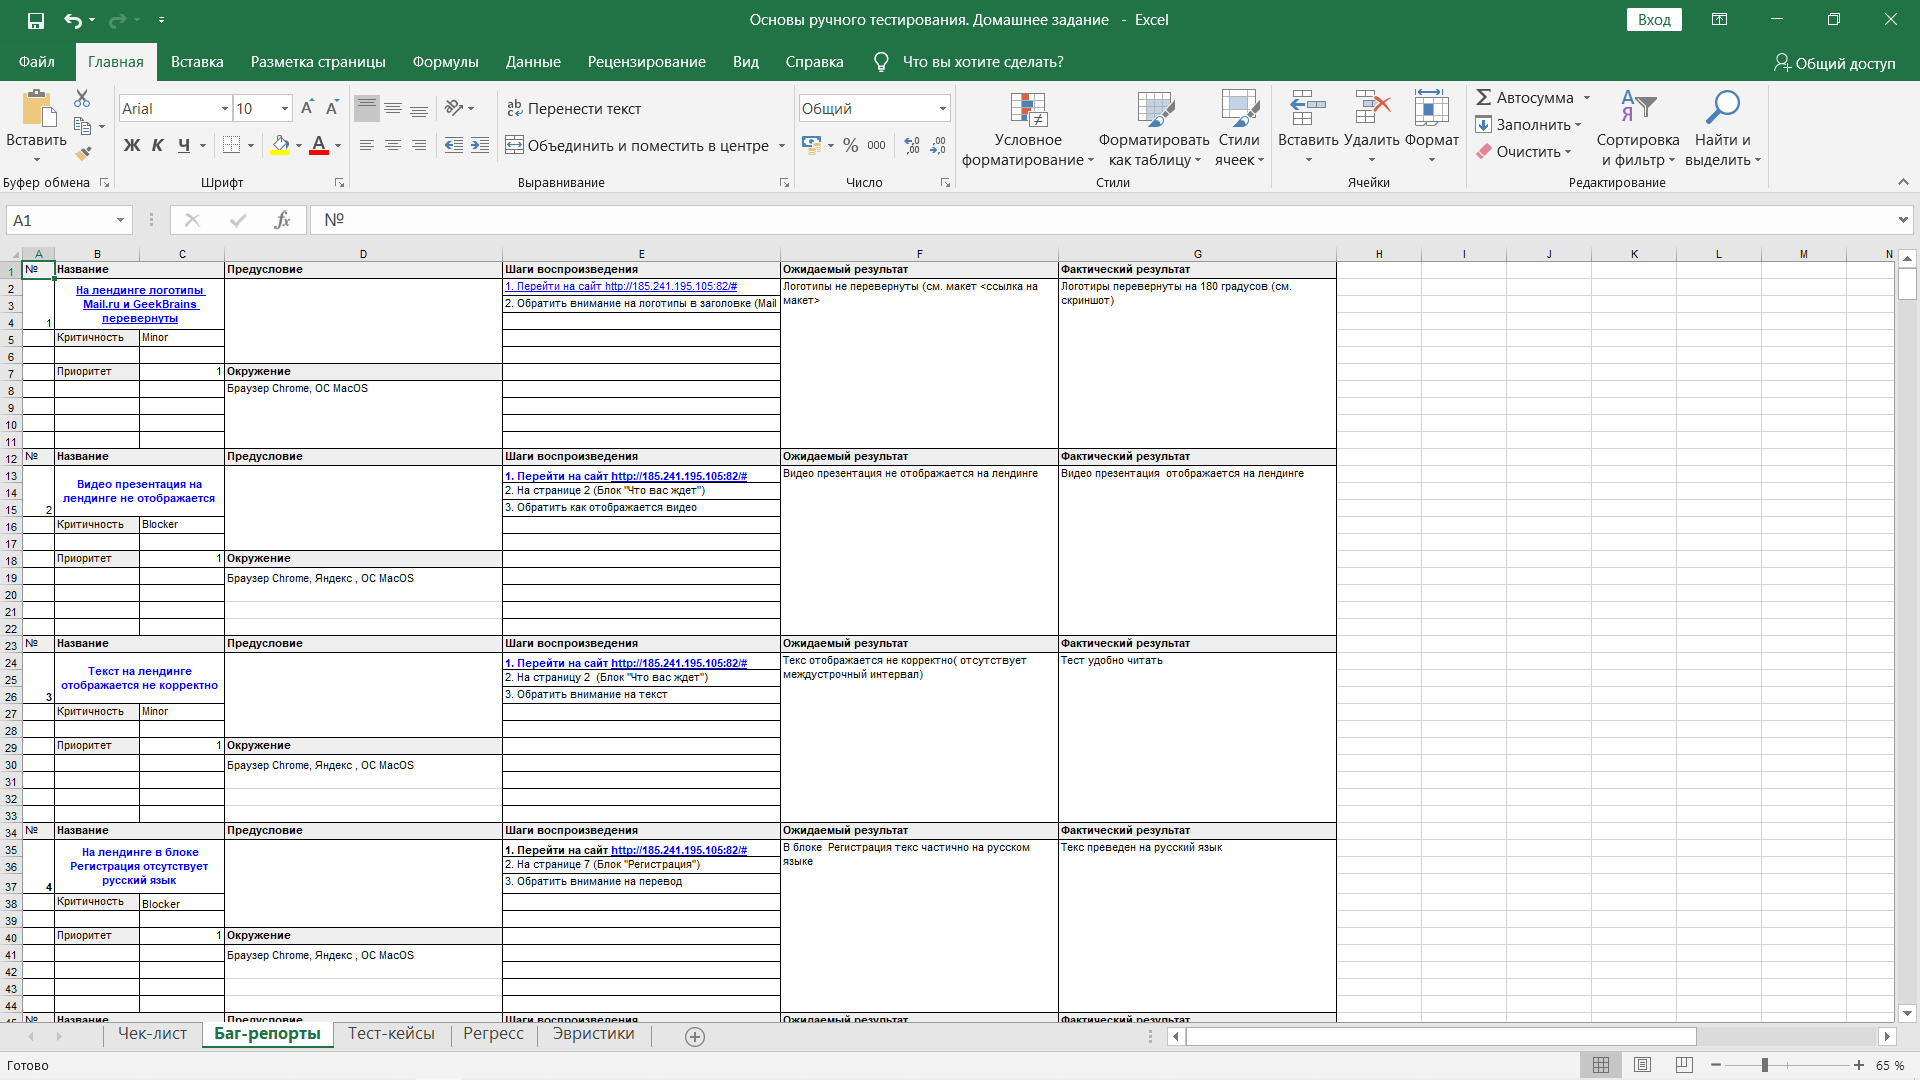 Основы ручного тестирования. Домашнее задание - Excel
Вход
Файл Главная Вставка Разметка страницы Формулы Данные Рецензирование Вид Справка Что вы хотите сделать? Общий доступ
Вставить
Arial 10
Ж К Ч А
Перенести текст
Объединить и поместить в центре
Общий
% 000
Условное форматирование
Форматировать как таблицу
Стили ячеек
Вставить Удалить Формат
Автосумма
Заполнить
Очистить
Сортировка и фильтр
Найти и выделить
Буфер обмена Шрифт Выравнивание Число Стили Ячейки Редактирование
A1 fx №
A B C D E F G H I J K L M N
1 № Название Предусловие Шаги воспроизведения Ожидаемый результат Фактический результат
2 На лендинге логотипы 1. Перейти на сайт http://185.241.195.105:82/# Логотипы не перевернуты (см. макет <ссылка на Логотиры перевернуты на 180 градусов (см.
3 Mail.ru и GeekBrains 2. Обратить внимание на логотипы в заголовке (Mail макет> скриншот)
4 1 перевернуты
5 Критичность Minor
6
7 Приоритет 1 Окружение
8 Браузер Chrome, ОС MacOS
9
10
11
12 № Название Предусловие Шаги воспроизведения Ожидаемый результат Фактический результат
13 Видео презентация на 1. Перейти на сайт http://185.241.195.105:82/# Видео презентация не отображается на лендинге Видео презентация отображается на лендинге
14 лендинге не отображается 2. На странице 2 (Блок "Что вас ждет")
15 2 3. Обратить как отображается видео
16 Критичность Blocker
17
18 Приоритет 1 Окружение
19 Браузер Chrome, Яндекс , ОС MacOS
20
21
22
23 № Название Предусловие Шаги воспроизведения Ожидаемый результат Фактический результат
24 Текст на лендинге 1. Перейти на сайт http://185.241.195.105:82/# Текс отображается не корректно( отсутствует Тест удобно читать
25 отображается не корректно 2. На страницу 2 (Блок "Что вас ждет") междустрочный интервал)
26 3 3. Обратить внимание на текст
27 Критичность Minor
28
29 Приоритет 1 Окружение
30 Браузер Chrome, Яндекс , ОС MacOS
31
32
33
34 № Название Предусловие Шаги воспроизведения Ожидаемый результат Фактический результат
35 На лендинге в блоке 1. Перейти на сайт http://185.241.195.105:82/# В блоке Регистрация текс частично на русском Текс преведен на русский язык
36 Регистрация отсутствует 2. На странице 7 (Блок "Регистрация") языке
37 4 русский язык 3. Обратить внимание на перевод
38 Критичность Blocker
39
40 Приоритет 1 Окружение
41 Браузер Chrome, Яндекс , ОС MacOS
42
43
44
45 № Название Предусловие Шаги воспроизведения Ожидаемый результат Фактический результат
Чек-лист Баг-репорты Тест-кейсы Регресс Эвристики
Готово 65 %